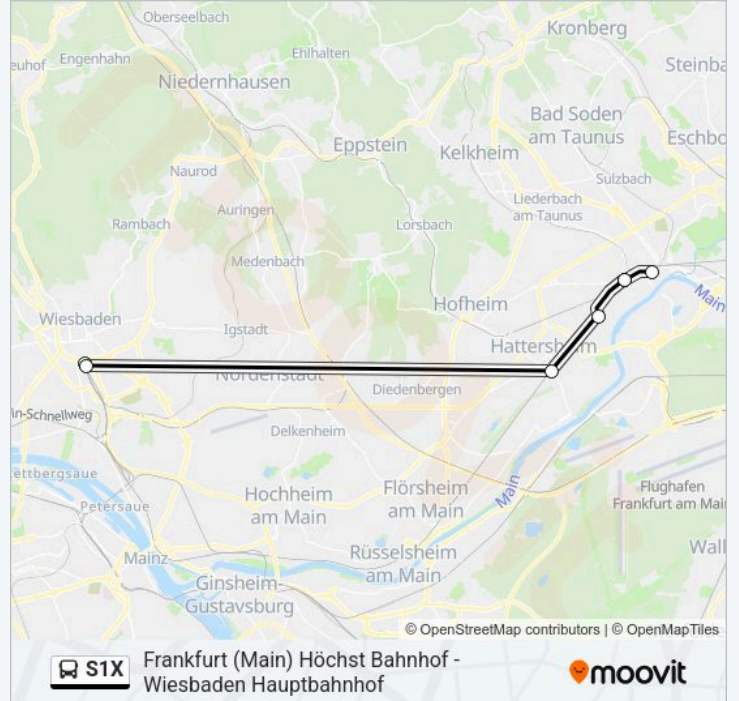 Oberseelbach
Kronberg
euhof
Engenhahn
Ehlhalten
Steinba
Niedernhausen
Bad Soden
am Taunus
Eschbo
Eppstein
Kelkheim
Naurod
Sulzbach
Auringen
Liederbach
am Taunus
Rambach
Lorsbach
Medenbach
Main
Hofheim
Wiesbaden
Igstadt
Hattersheim
Nordenstadt
Diedenbergen
in-Schnellweg
Delkenheim
ettbergsaue
Main
Flughafen
Frankfurt am Mai
Hochheim
am Main
Flörsheim
am Main
Petersaue
Wall
Mainz
Rüsselsheim
am Main
Ginsheim-
Gustavsburg
© OpenStreetMap contributors | © OpenMapTiles
S1X
Frankfurt (Main) Höchst Bahnhof -
Wiesbaden Hauptbahnhof
moovit